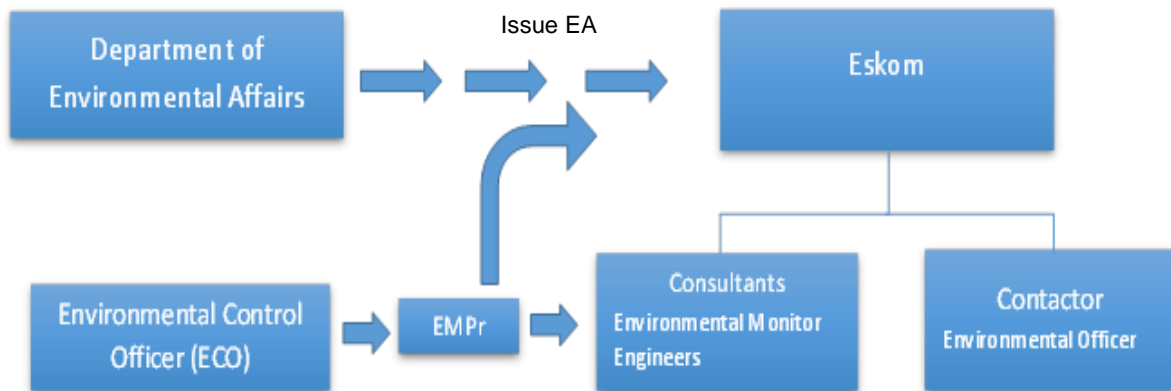 Issue EA
Department of
Environmental Affairs
Eskom
Environmental Control
Officer (ECO)
EMPr
Consultants
Environmental Monitor
Engineers
Contactor
Environmental Officer